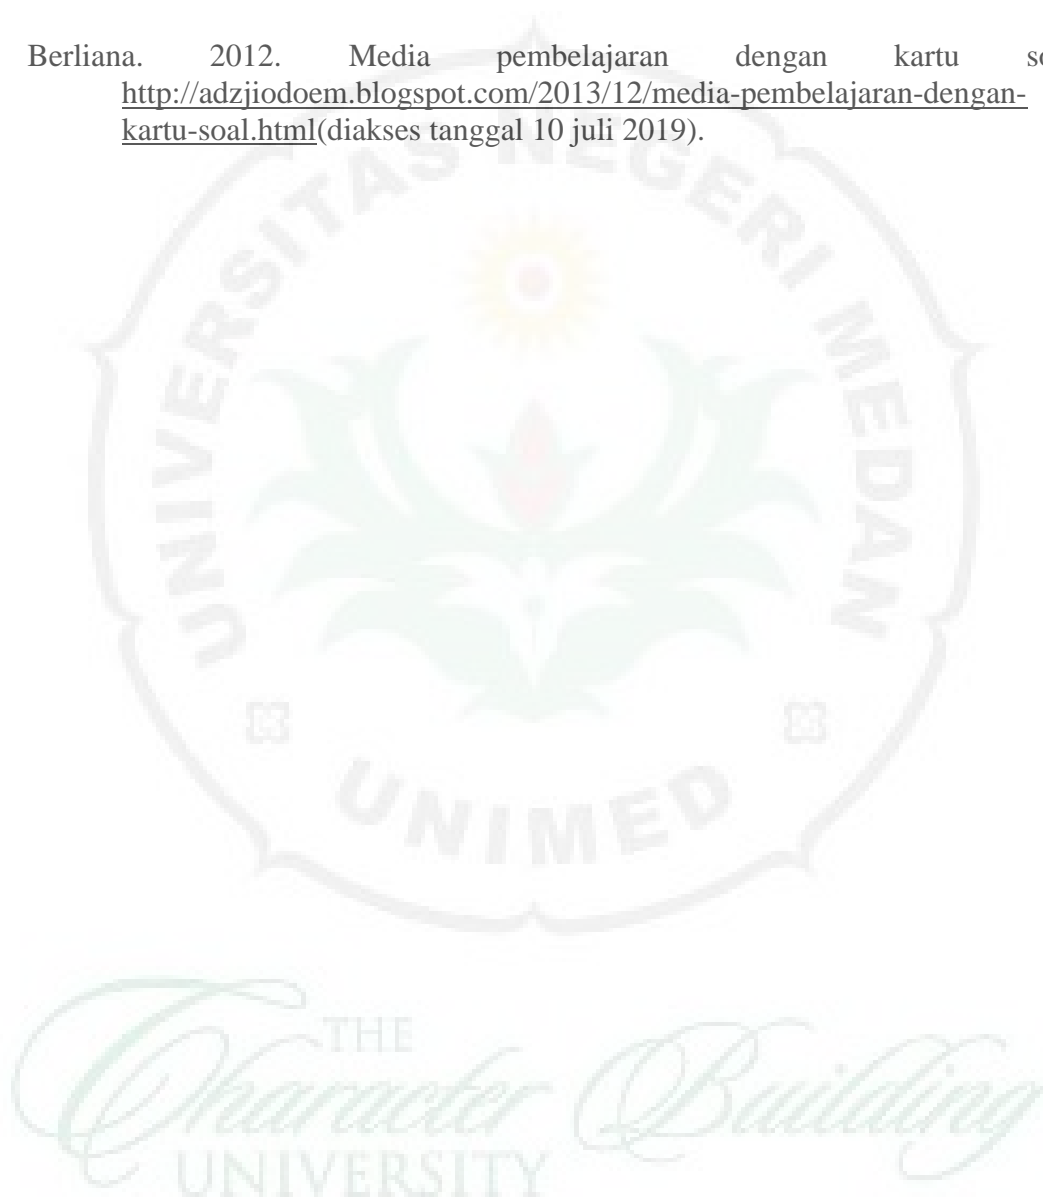 Berliana. 2012. Media pembelajaran dengan kartu
http://adzjiodoem.blogspot.com/2013/12/media-pembelajaran-dengan-
kartu-soal.html(diakses tanggal 10 juli 2019).
UNIVERSITAS NEGERI MEDAN
UNIMED
THE
Character Building
UNIVERSITY